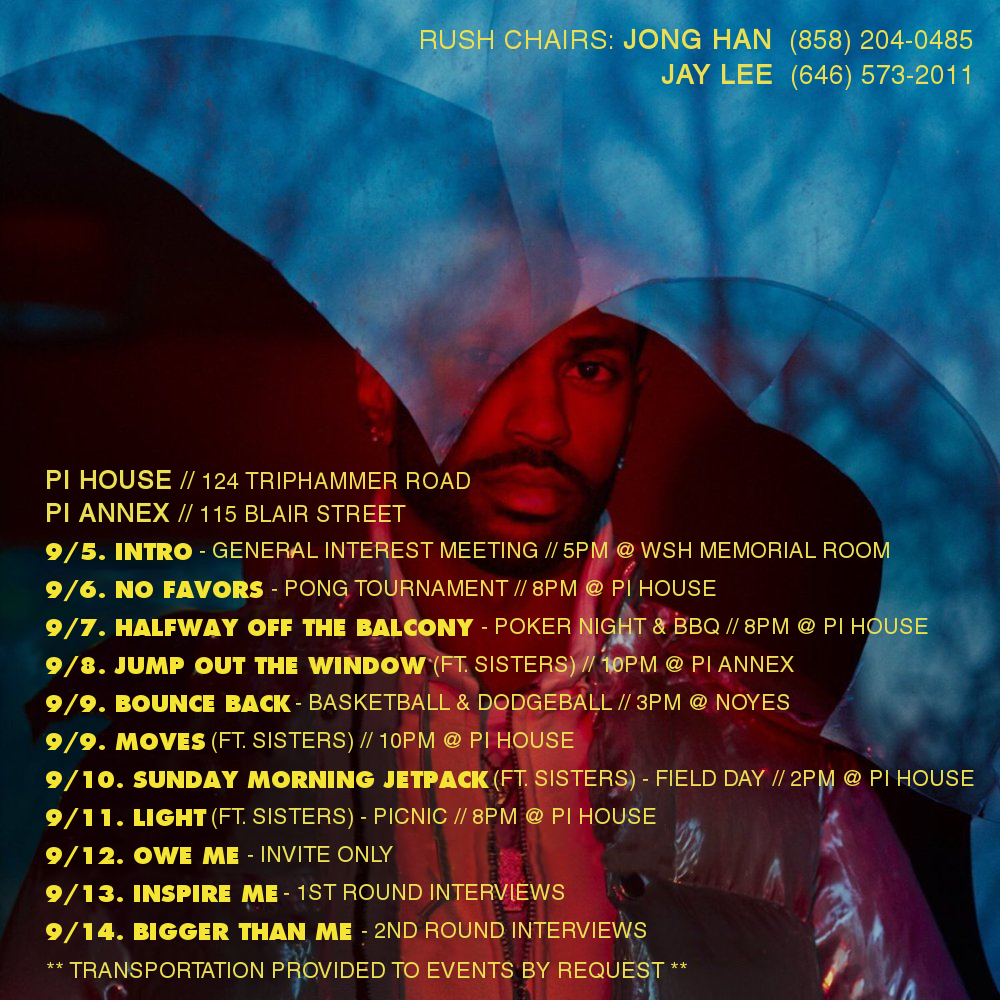 RUSH CHAIRS: JONG HAN (858) 204-0485
JAY LEE (646) 573-2011
PI HOUSE // 124 TRIPHAMMER ROAD
PI ANNEX // 115 BLAIR STREET
9/5. INTRO - GENERAL INTEREST MEETING // 5PM @ WSH MEMORIAL ROOM
9/6. NO FAVORS - PONG TOURNAMENT // 8PM @ PI HOUSE
9/7. HALFWAY OFF THE BALCONY - POKER NIGHT & BBQ // 8PM @ PI HOUSE
9/8. JUMP OUT THE WINDOW (FT. SISTERS) // 10PM @ PI ANNEX
9/9. BOUNCE BACK - BASKETBALL & DODGEBALL // 3PM @ NOYES
9/9. MOVES (FT. SISTERS) // 10PM @ PI HOUSE
9/10. SUNDAY MORNING JETPACK (FT. SISTERS) - FIELD DAY // 2PM @ PI HOUSE
9/11. LIGHT (FT. SISTERS) - PICNIC // 8PM @ PI HOUSE
9/12. OWE ME - INVITE ONLY
9/13. INSPIRE ME - 1ST ROUND INTERVIEWS
9/14. BIGGER THAN ME - 2ND ROUND INTERVIEWS
** TRANSPORTATION PROVIDED TO EVENTS BY REQUEST **